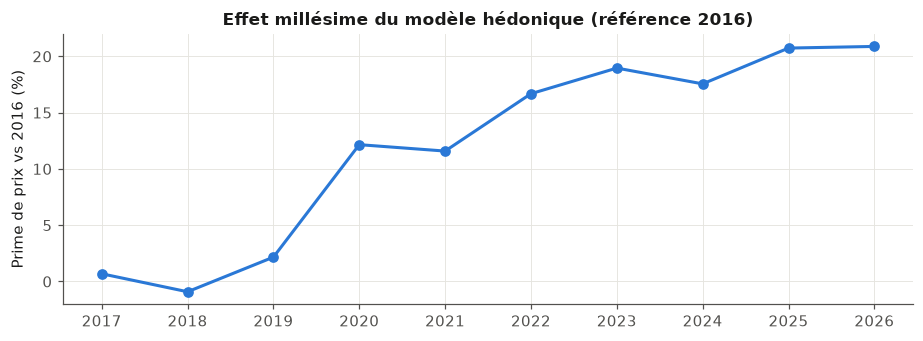 Effet millésime du modèle hédonique (référence 2016)
Prime de prix vs 2016 (%)
20
15
10
5
0
2017 2018 2019 2020 2021 2022 2023 2024 2025 2026